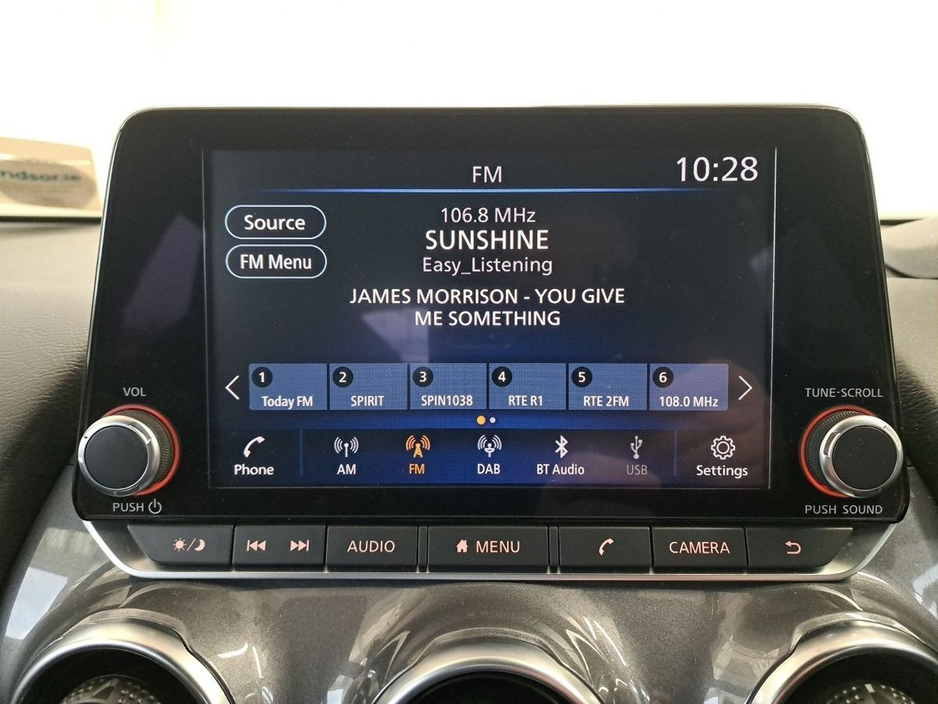 FM
10:28
Source
FM Menu
106.8 MHz
SUNSHINE
Easy_Listening
JAMES MORRISON - YOU GIVE
ME SOMETHING
1 Today FM
2 SPIRIT
3 SPIN1038
4 RTE R1
5 RTE 2FM
6 108.0 MHz
Phone
AM
FM
DAB
BT Audio
USB
Settings
VOL
PUSH
TUNE·SCROLL
PUSH SOUND
AUDIO
MENU
CAMERA
ndsor.ie